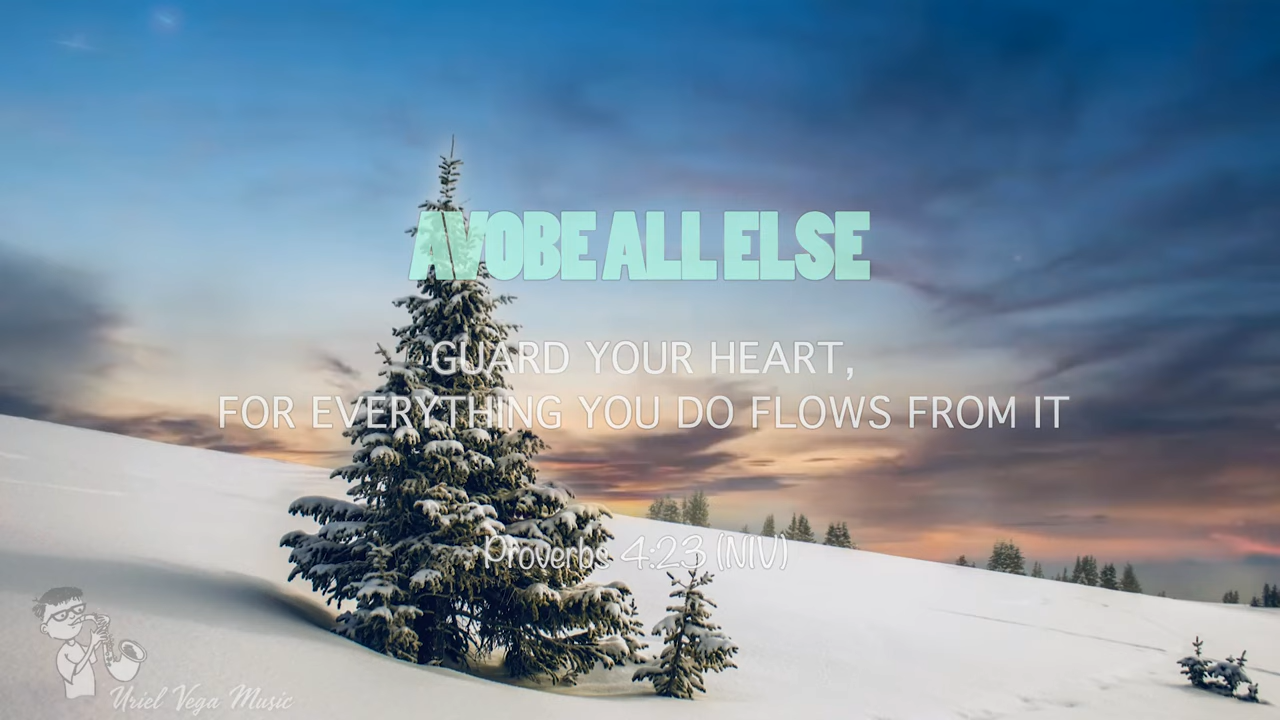 AVOBE ALL ELSE
GUARD YOUR HEART,
FOR EVERYTHING YOU DO FLOWS FROM IT
Proverbs 4:23 (NIV)
Uriel Vega Music